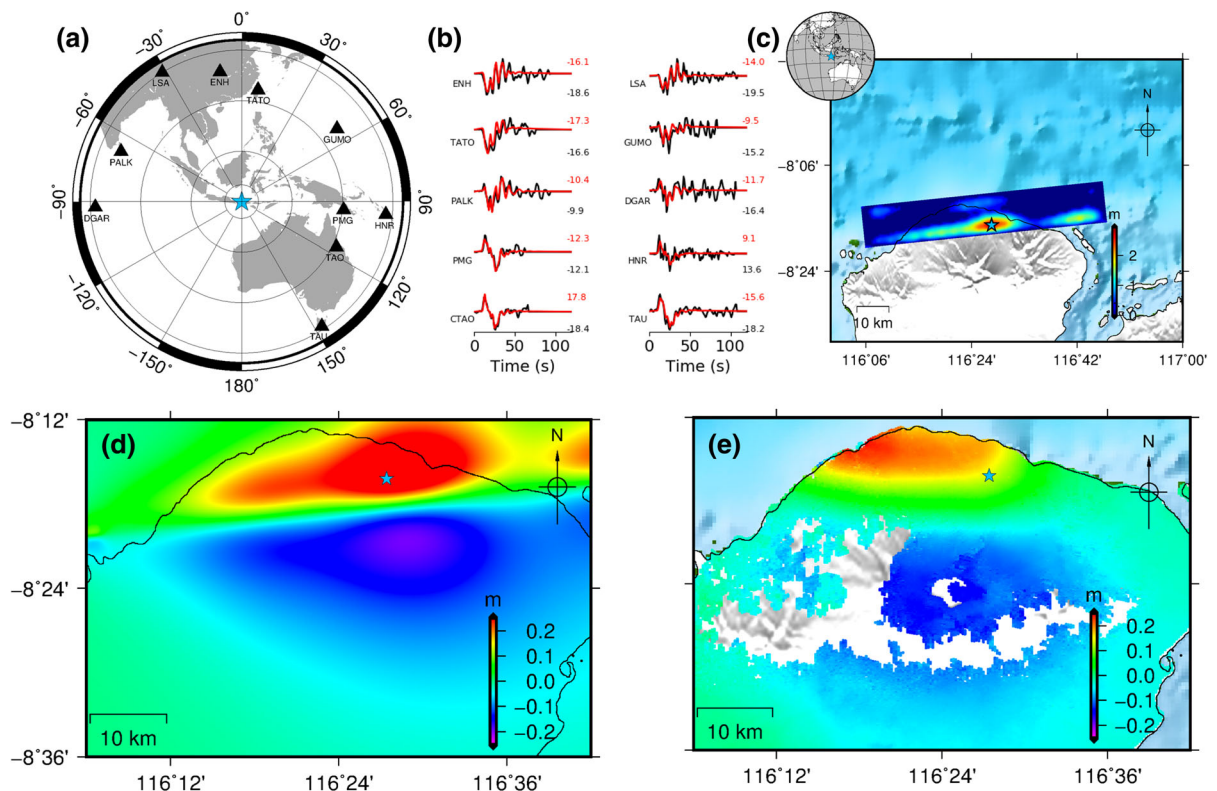 (a)
0˚
30˚
60˚
90˚
120˚
150˚
180˚
−150˚
−120˚
−90˚
−60˚
−30˚
LSA
ENH
TATO
GUMO
PALK
DGAR
PMG
HNR
TAO
TAU
(b)
ENH
-16.1
-18.6
TATO
-17.3
-16.6
PALK
-10.4
-9.9
PMG
-12.3
-12.1
CTAO
17.8
-18.4
0 50 100
Time (s)
LSA
-14.0
-19.5
GUMO
-9.5
-15.2
DGAR
-11.7
-16.4
HNR
9.1
13.6
TAU
-15.6
-18.2
0 50 100
Time (s)
(c)
N
−8˚06'
−8˚24'
m
2
1
0
10 km
116˚06' 116˚24' 116˚42' 117˚00'
(d)
N
−8˚12'
−8˚24'
−8˚36'
m
0.2
0.1
0.0
−0.1
−0.2
10 km
116˚12' 116˚24' 116˚36'
(e)
N
m
0.2
0.1
0.0
−0.1
−0.2
10 km
116˚12' 116˚24' 116˚36'